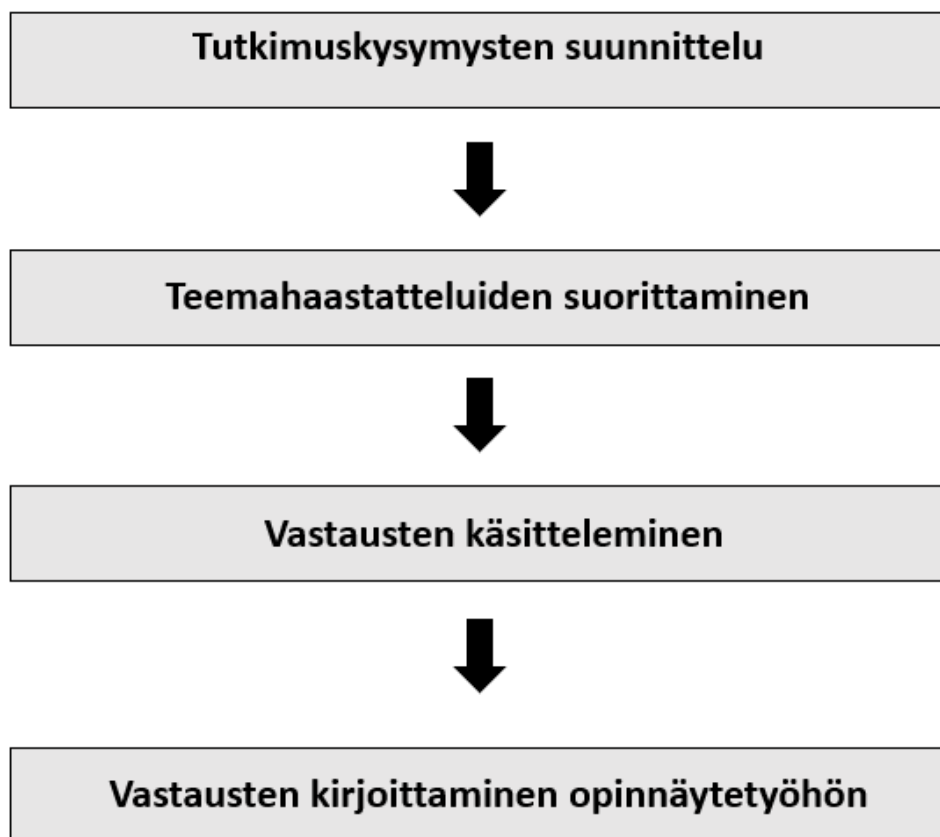 Tutkimuskysymysten suunnittelu
Teemahaastatteluiden suorittaminen
Vastausten käsitteleminen
Vastausten kirjoittaminen opinnäytetyöhön